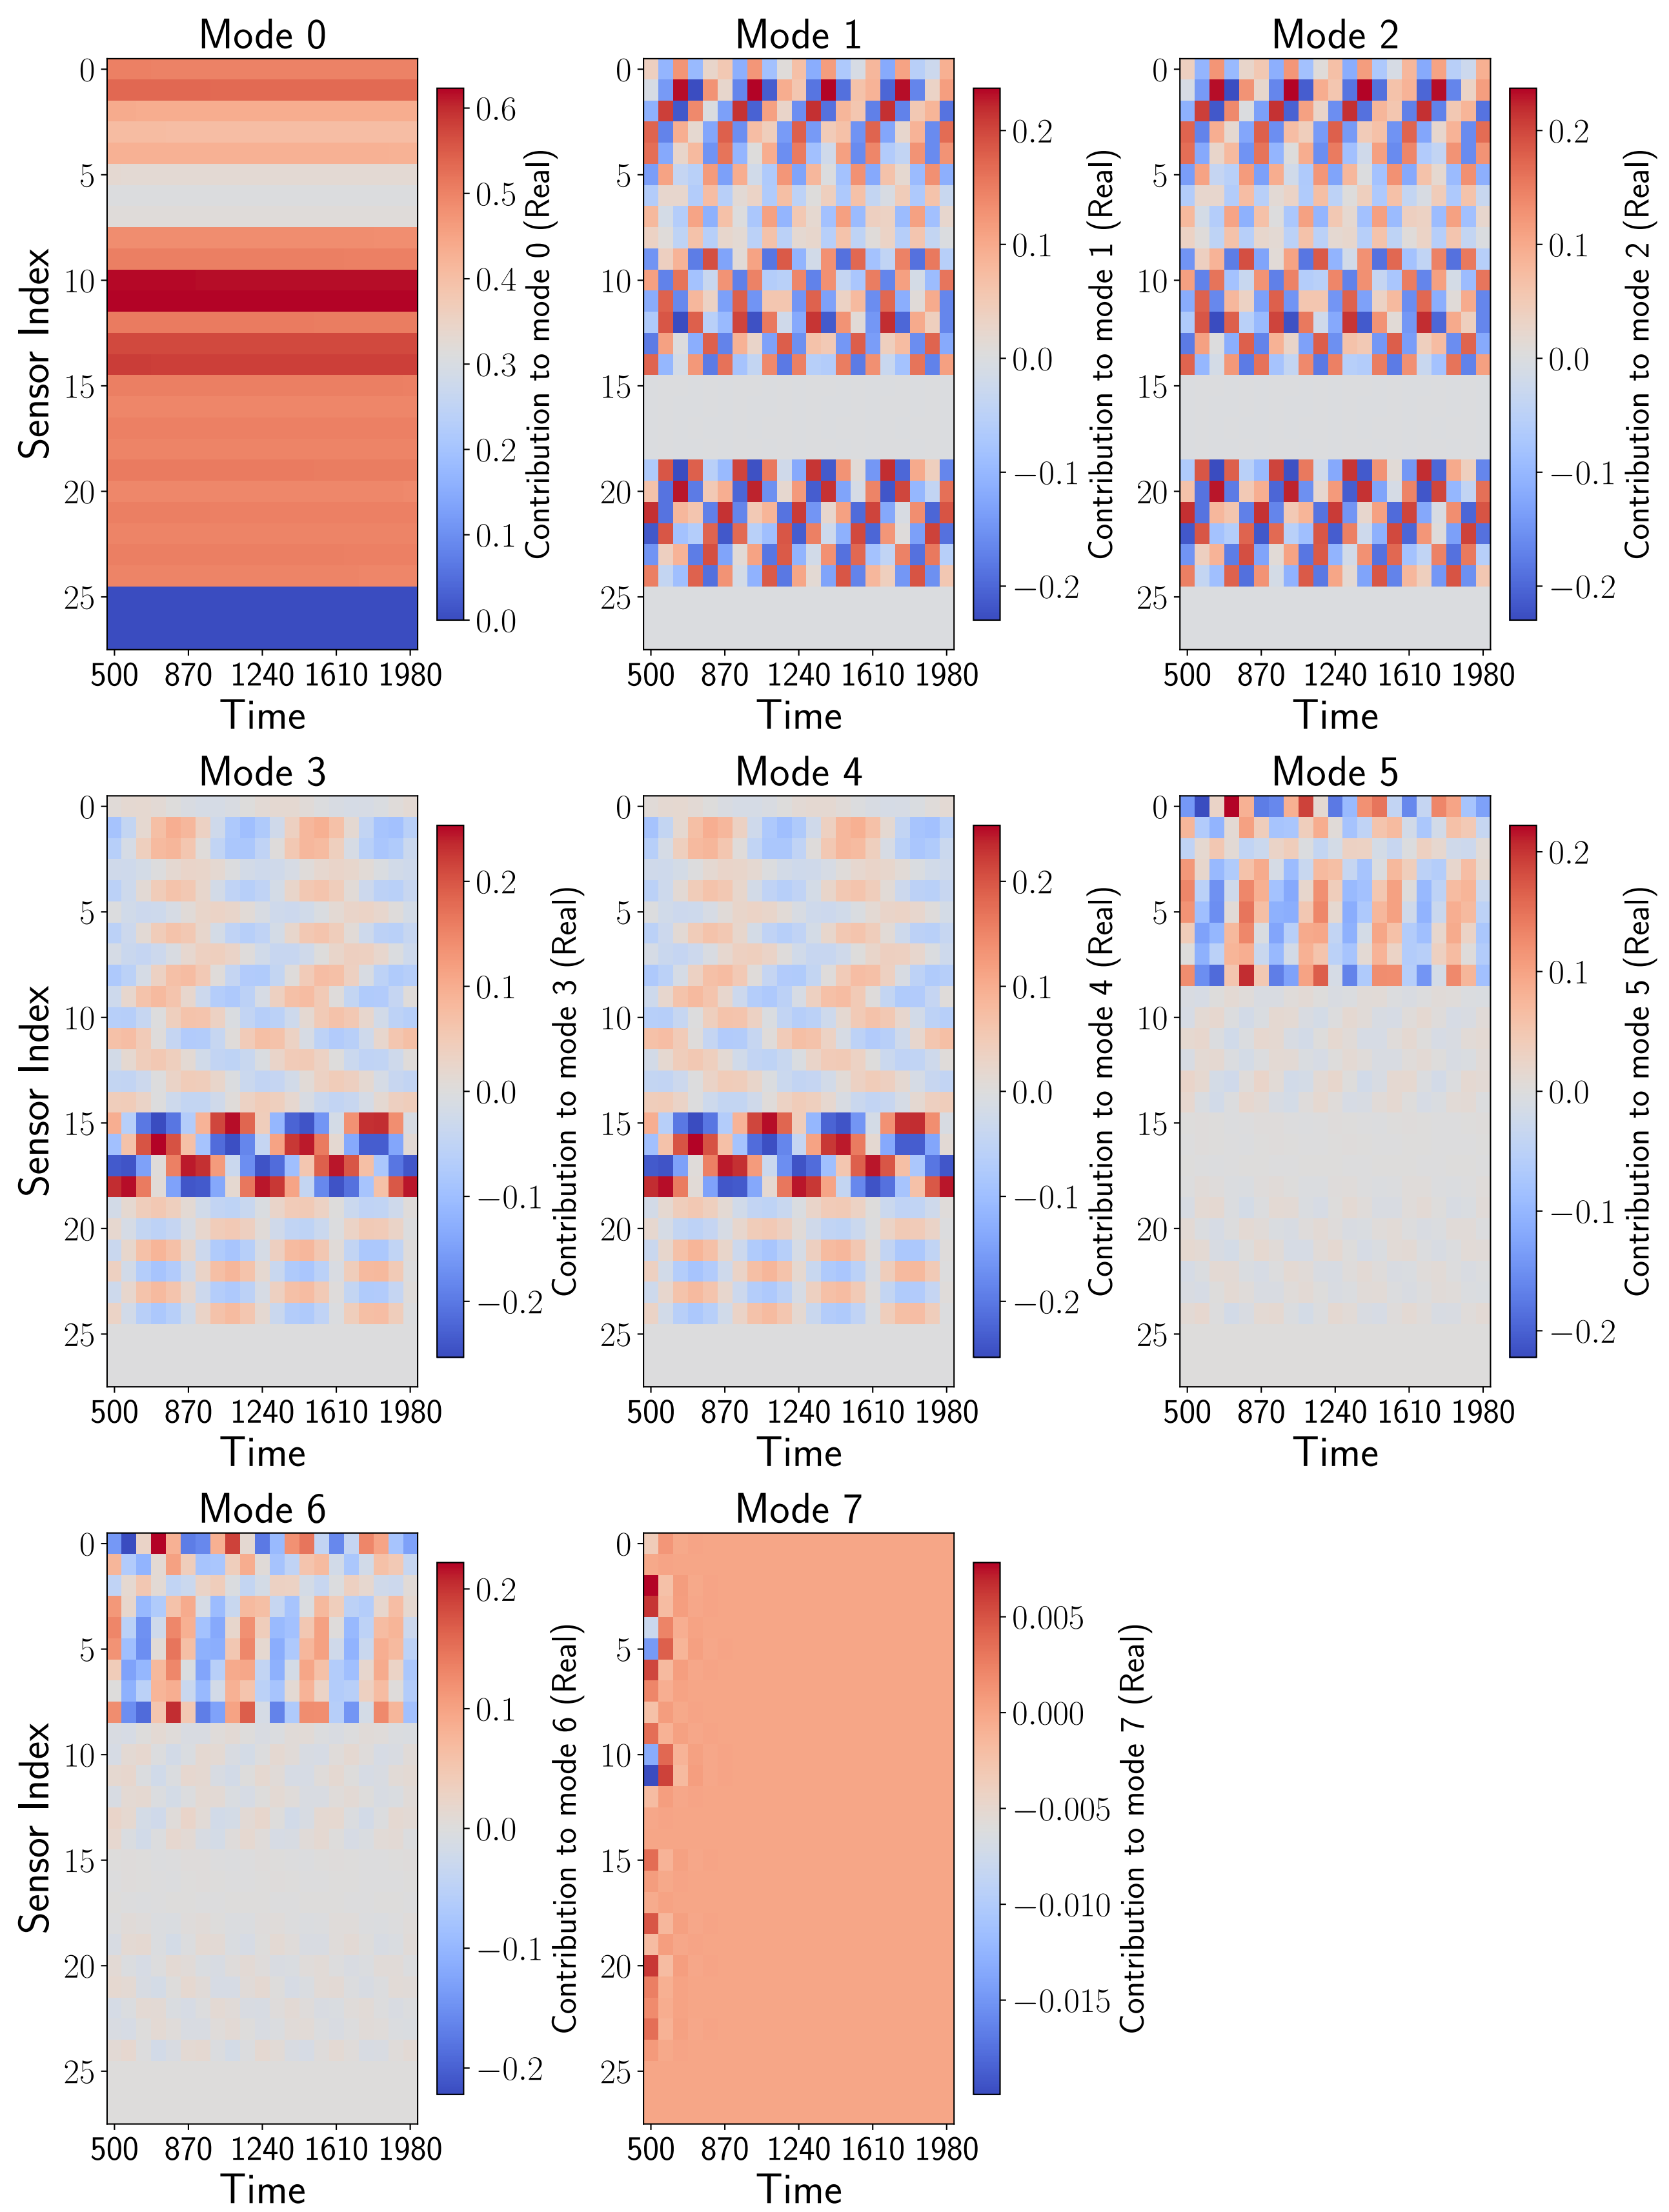 Mode 0
Mode 1
Mode 2
0
5
10
15
20
25
Sensor Index
500 870 1240 1610 1980
Time
0.6
0.5
0.4
0.3
0.2
0.1
0.0
Contribution to mode 0 (Real)
0
5
10
15
20
25
500 870 1240 1610 1980
Time
0.2
0.1
0.0
−0.1
−0.2
Contribution to mode 1 (Real)
0
5
10
15
20
25
500 870 1240 1610 1980
Time
0.2
0.1
0.0
−0.1
−0.2
Contribution to mode 2 (Real)
Mode 3
Mode 4
Mode 5
0
5
10
15
20
25
Sensor Index
500 870 1240 1610 1980
Time
0.2
0.1
0.0
−0.1
−0.2
Contribution to mode 3 (Real)
0
5
10
15
20
25
500 870 1240 1610 1980
Time
0.2
0.1
0.0
−0.1
−0.2
Contribution to mode 4 (Real)
0
5
10
15
20
25
500 870 1240 1610 1980
Time
0.2
0.1
0.0
−0.1
−0.2
Contribution to mode 5 (Real)
Mode 6
Mode 7
0
5
10
15
20
25
Sensor Index
500 870 1240 1610 1980
Time
0.2
0.1
0.0
−0.1
−0.2
Contribution to mode 6 (Real)
0
5
10
15
20
25
500 870 1240 1610 1980
Time
0.005
0.000
−0.005
−0.010
−0.015
Contribution to mode 7 (Real)